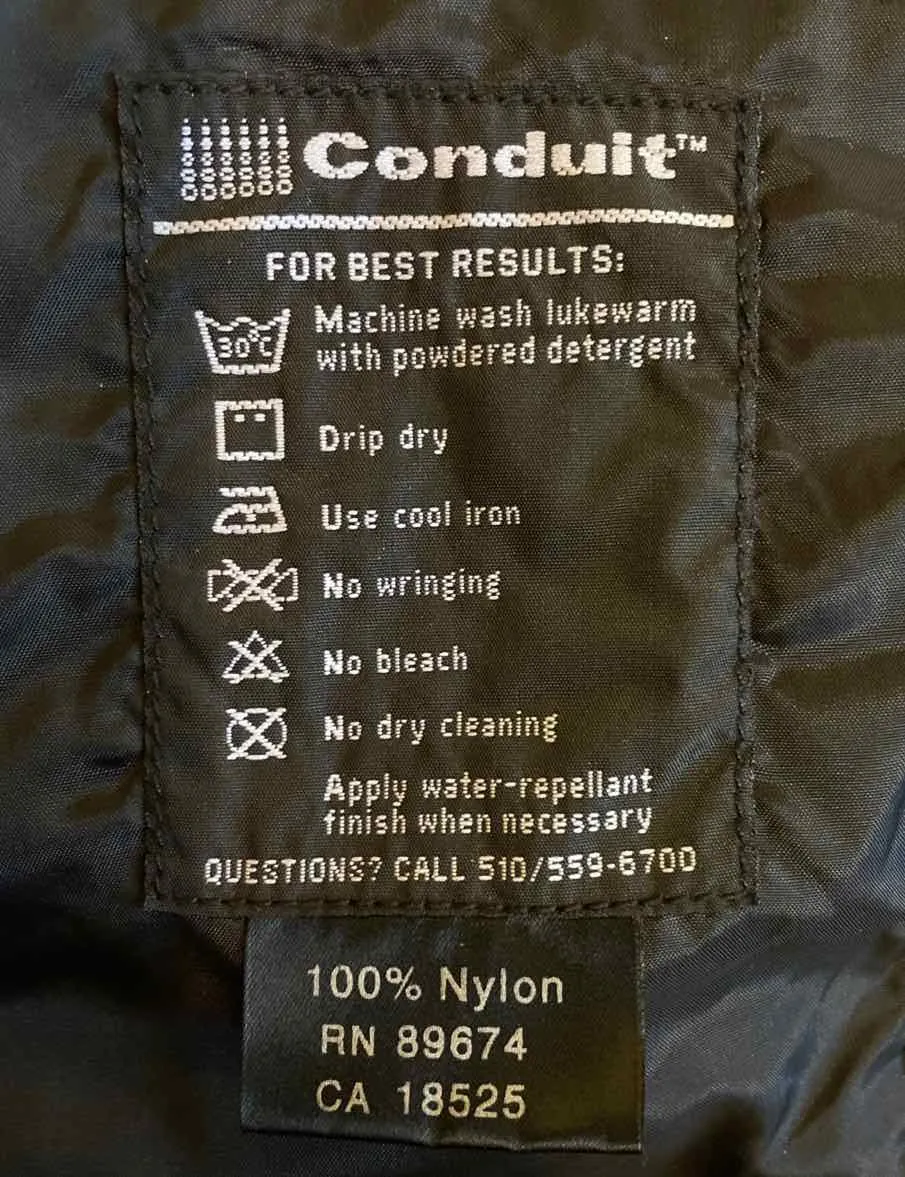 Conduit™
FOR BEST RESULTS:
30°C
Machine wash lukewarm
with powdered detergent
Drip dry
Use cool iron
No wringing
No bleach
No dry cleaning
Apply water-repellant
finish when necessary
QUESTIONS? CALL 510/559-6700
100% Nylon
RN 89674
CA 18525